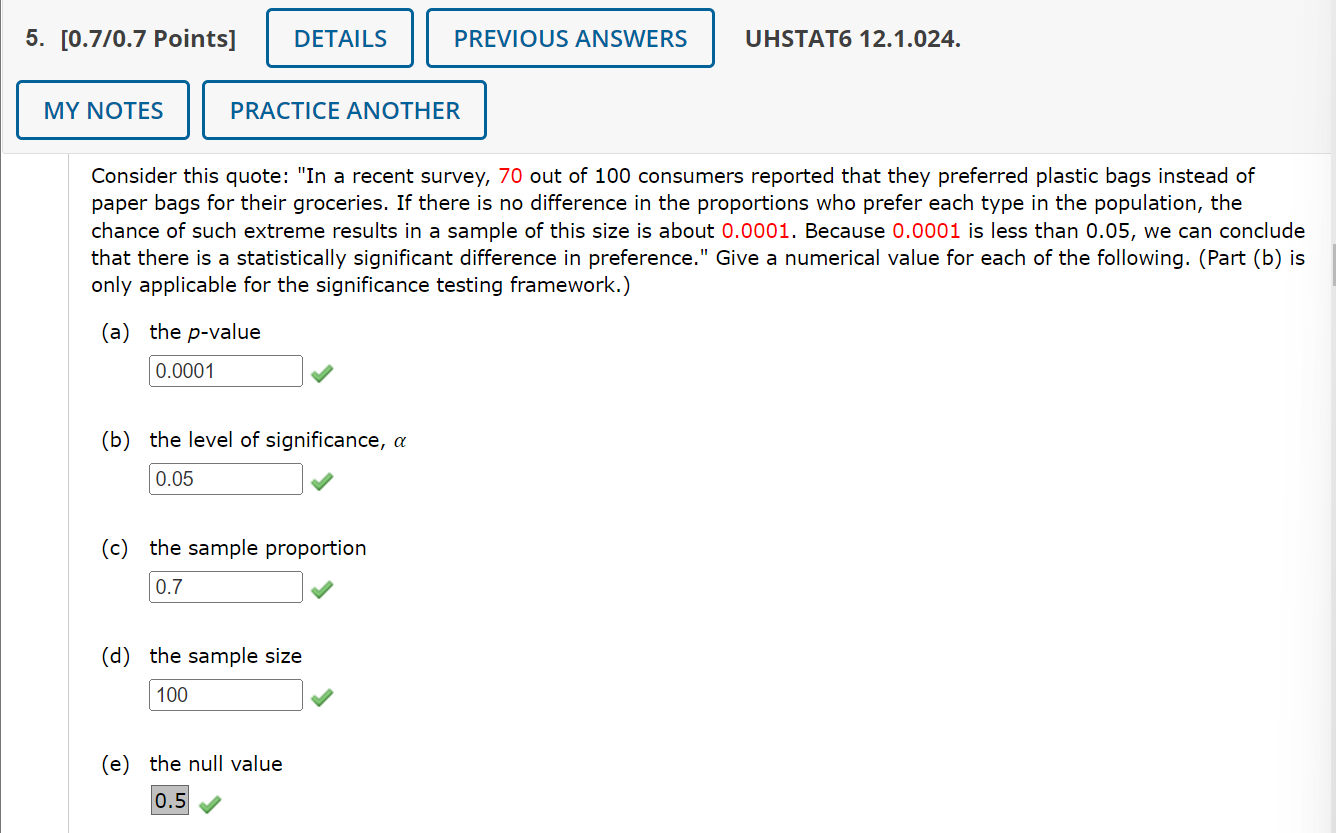 5. [0.7/0.7 Points] DETAILS PREVIOUS ANSWERS UHSTAT6 12.1.024.
MY NOTES PRACTICE ANOTHER
Consider this quote: "In a recent survey, 70 out of 100 consumers reported that they preferred plastic bags instead of
paper bags for their groceries. If there is no difference in the proportions who prefer each type in the population, the
chance of such extreme results in a sample of this size is about 0.0001. Because 0.0001 is less than 0.05, we can conclude
that there is a statistically significant difference in preference." Give a numerical value for each of the following. (Part (b) is
only applicable for the significance testing framework.)
(a) the p-value
0.0001
(b) the level of significance, α
0.05
(c) the sample proportion
0.7
(d) the sample size
100
(e) the null value
0.5